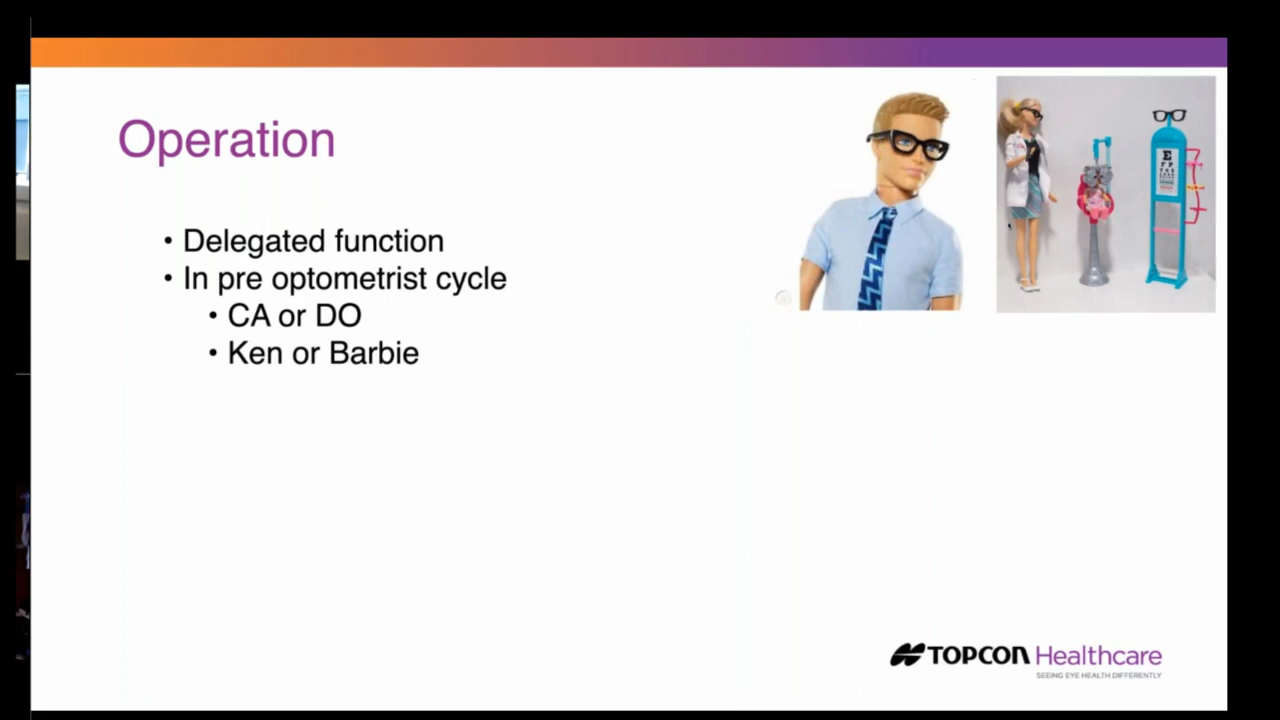 Operation
• Delegated function
• In pre optometrist cycle
• CA or DO
• Ken or Barbie
E
TOPCON Healthcare
SEEING EYE HEALTH DIFFERENTLY